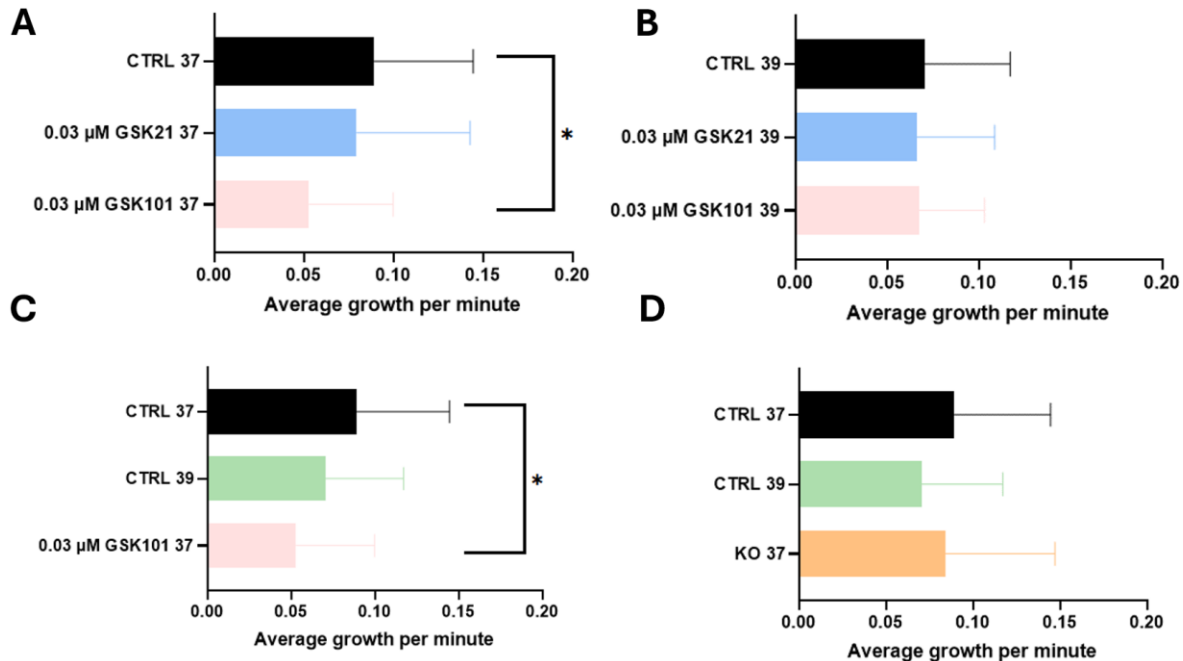 A
CTRL 37
0.03 µM GSK21 37
0.03 µM GSK101 37
*
0.00 0.05 0.10 0.15 0.20
Average growth per minute
B
CTRL 39
0.03 µM GSK21 39
0.03 µM GSK101 39
0.00 0.05 0.10 0.15 0.20
Average growth per minute
C
CTRL 37
CTRL 39
0.03 µM GSK101 37
*
0.00 0.05 0.10 0.15 0.20
Average growth per minute
D
CTRL 37
CTRL 39
KO 37
0.00 0.05 0.10 0.15 0.20
Average growth per minute